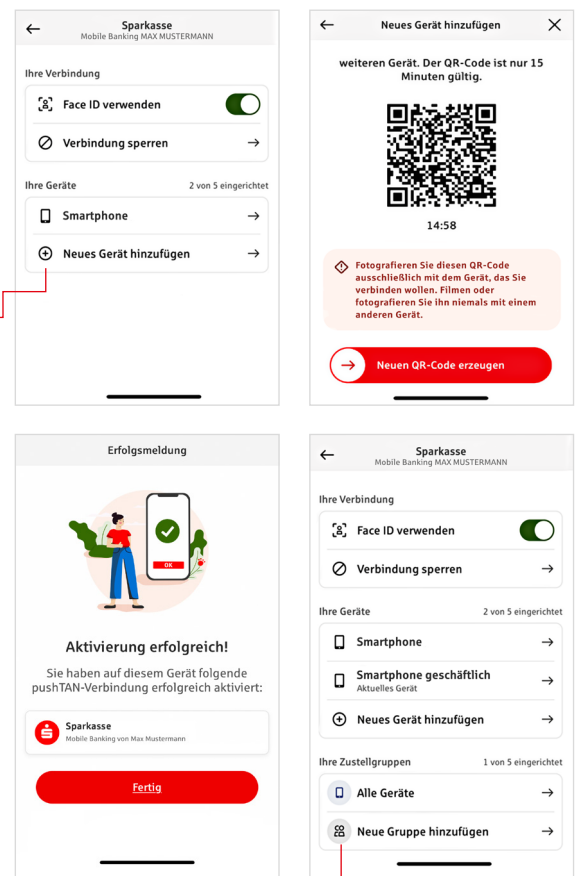 Sparkasse
Mobile Banking MAX MUSTERMANN
Ihre Verbindung
Face ID verwenden
Verbindung sperren
Ihre Geräte 2 von 5 eingerichtet
Smartphone
Neues Gerät hinzufügen
Neues Gerät hinzufügen
weiteren Gerät. Der QR-Code ist nur 15
Minuten gültig.
14:58
Fotografieren Sie diesen QR-Code
ausschließlich mit dem Gerät, das Sie
verbinden wollen. Filmen oder
fotografieren Sie ihn niemals mit einem
anderen Gerät.
Neuen QR-Code erzeugen
Erfolgsmeldung
OK
Aktivierung erfolgreich!
Sie haben auf diesem Gerät folgende
pushTAN-Verbindung erfolgreich aktiviert:
Sparkasse
Mobile Banking von Max Mustermann
Fertig
Sparkasse
Mobile Banking MAX MUSTERMANN
Ihre Verbindung
Face ID verwenden
Verbindung sperren
Ihre Geräte 2 von 5 eingerichtet
Smartphone
Smartphone geschäftlich
Aktuelles Gerät
Neues Gerät hinzufügen
Ihre Zustellgruppen 1 von 5 eingerichtet
Alle Geräte
Neue Gruppe hinzufügen